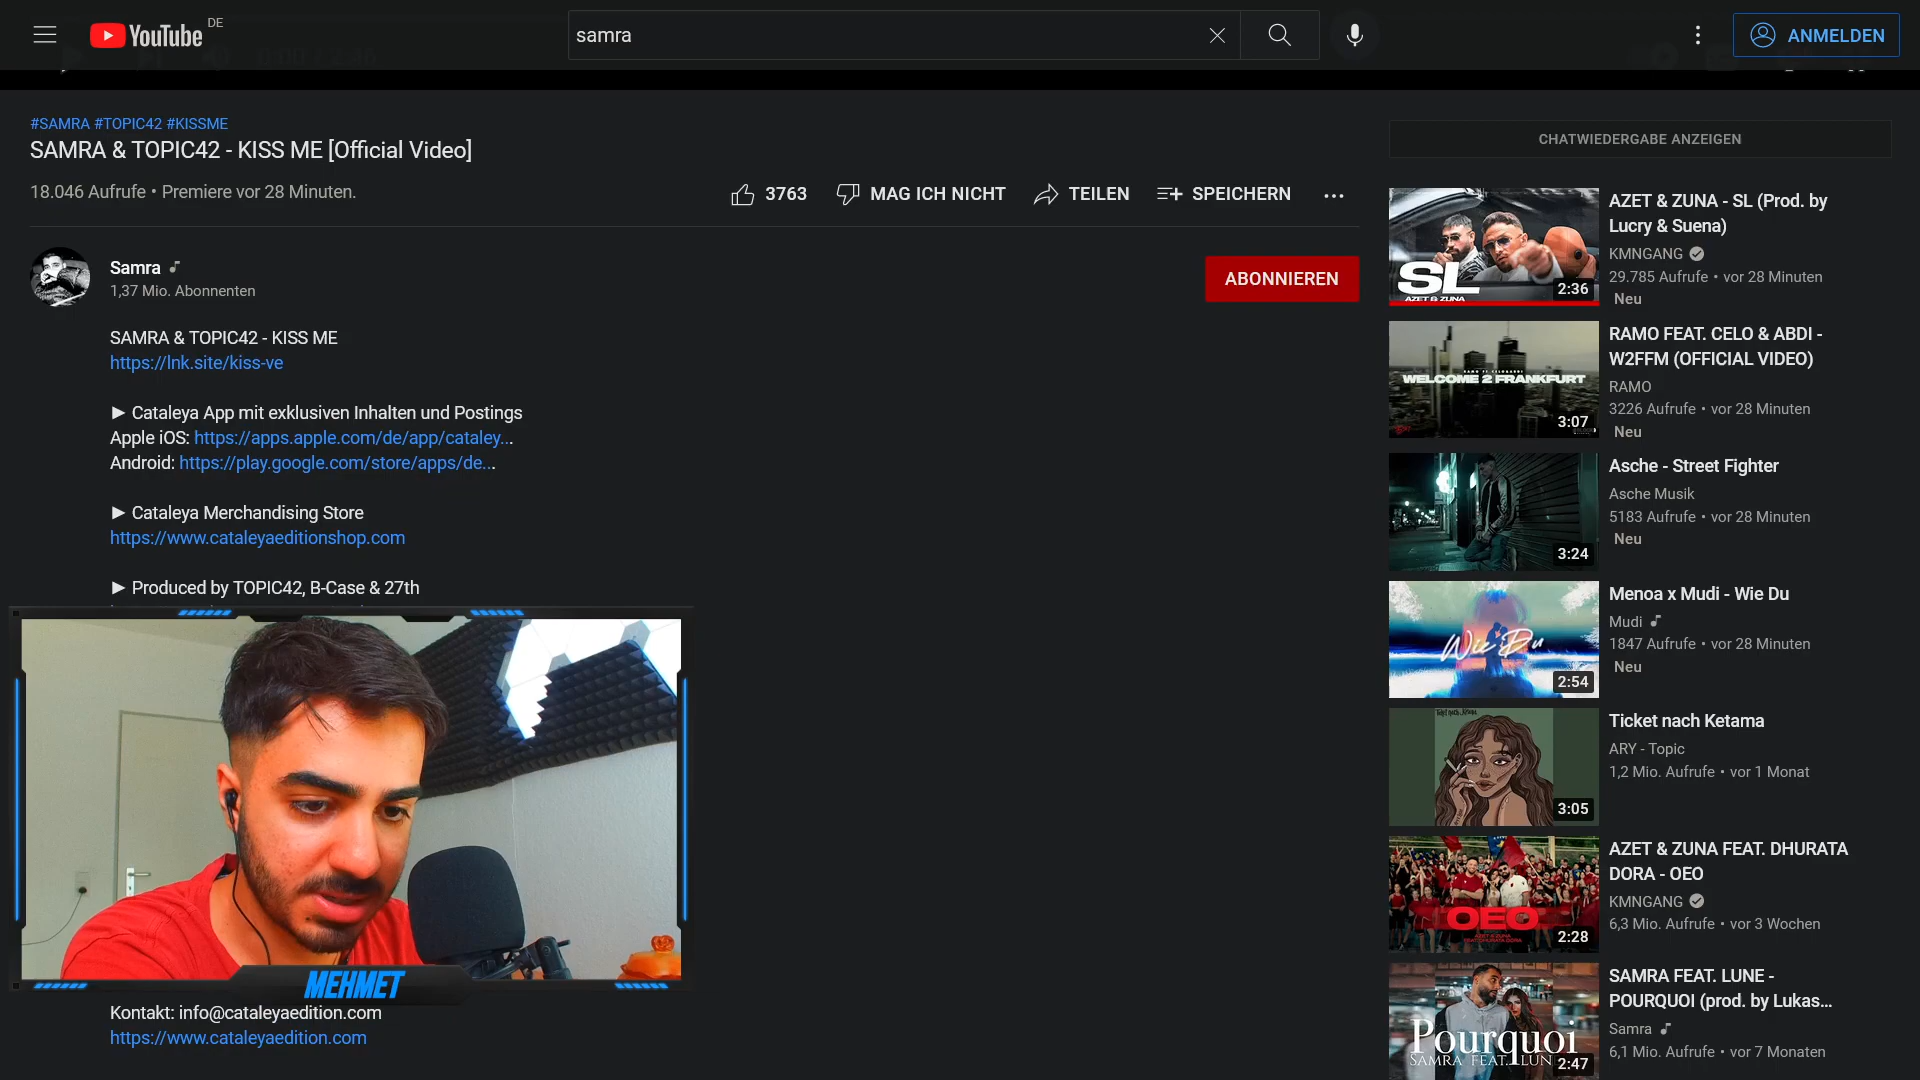 YouTube DE
samra
ANMELDEN
#SAMRA #TOPIC42 #KISSME
SAMRA & TOPIC42 - KISS ME [Official Video]
18.046 Aufrufe • Premiere vor 28 Minuten.
3763
MAG ICH NICHT
TEILEN
SPEICHERN
Samra
1,37 Mio. Abonnenten
ABONNIEREN
SAMRA & TOPIC42 - KISS ME
https://lnk.site/kiss-ve
► Cataleya App mit exklusiven Inhalten und Postings
Apple iOS: https://apps.apple.com/de/app/cataley...
Android: https://play.google.com/store/apps/de...
► Cataleya Merchandising Store
https://www.cataleyaeditionshop.com
► Produced by TOPIC42, B-Case & 27th
MEHMET
Kontakt: info@cataleyaedition.com
https://www.cataleyaedition.com
CHATWIEDERGABE ANZEIGEN
SL
AZET & ZUNA
2:36
AZET & ZUNA - SL (Prod. by
Lucry & Suena)
KMNGANG
29.785 Aufrufe • vor 28 Minuten
Neu
WELCOME 2 FRANKFURT
3:07
RAMO FEAT. CELO & ABDI -
W2FFM (OFFICIAL VIDEO)
RAMO
3226 Aufrufe • vor 28 Minuten
Neu
3:24
Asche - Street Fighter
Asche Musik
5183 Aufrufe • vor 28 Minuten
Neu
Wie Du
2:54
Menoa x Mudi - Wie Du
Mudi
1847 Aufrufe • vor 28 Minuten
Neu
3:05
Ticket nach Ketama
ARY - Topic
1,2 Mio. Aufrufe • vor 1 Monat
OEO
2:28
AZET & ZUNA FEAT. DHURATA
DORA - OEO
KMNGANG
6,3 Mio. Aufrufe • vor 3 Wochen
Pourquoi
SAMRA FEAT. LUN
2:47
SAMRA FEAT. LUNE -
POURQUOI (prod. by Lukas...
Samra
6,1 Mio. Aufrufe • vor 7 Monaten